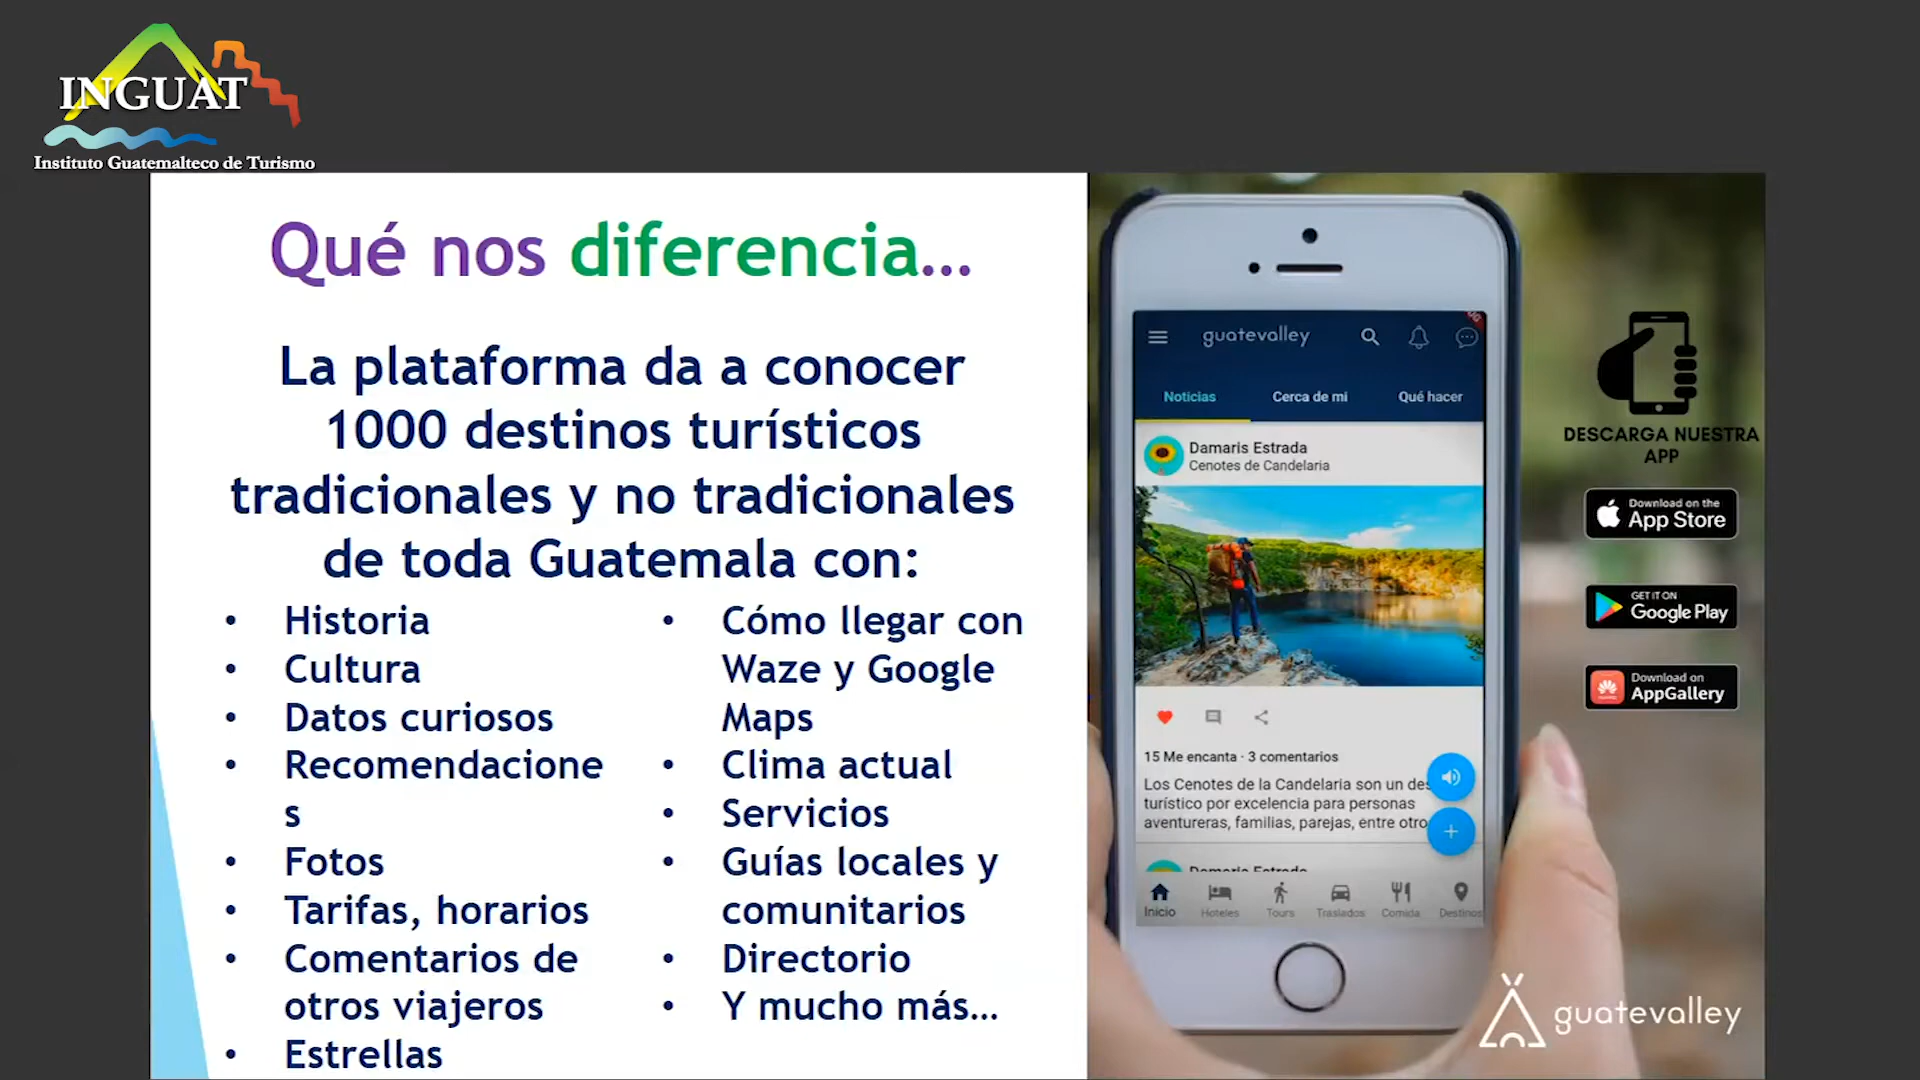 INGUAT
Instituto Guatemalteco de Turismo
Qué nos diferencia...
La plataforma da a conocer
1000 destinos turísticos
tradicionales y no tradicionales
de toda Guatemala con:
• Historia
• Cultura
• Datos curiosos
• Recomendacione
s
• Fotos
• Tarifas, horarios
• Comentarios de
otros viajeros
• Estrellas
• Cómo llegar con
Waze y Google
Maps
• Clima actual
• Servicios
• Guías locales y
comunitarios
• Directorio
• Y mucho más...
guatevalley
Noticias Cerca de mi Qué hacer
Damaris Estrada
Cenotes de Candelaria
15 Me encanta · 3 comentarios
Los Cenotes de la Candelaria son un des
turístico por excelencia para personas
aventureras, familias, parejas, entre otro
Damaris Estrada
Inicio Hoteles Tours Traslados Comida Destinos
DESCARGA NUESTRA
APP
Download on the
App Store
GET IT ON
Google Play
Download on
AppGallery
guatevalley